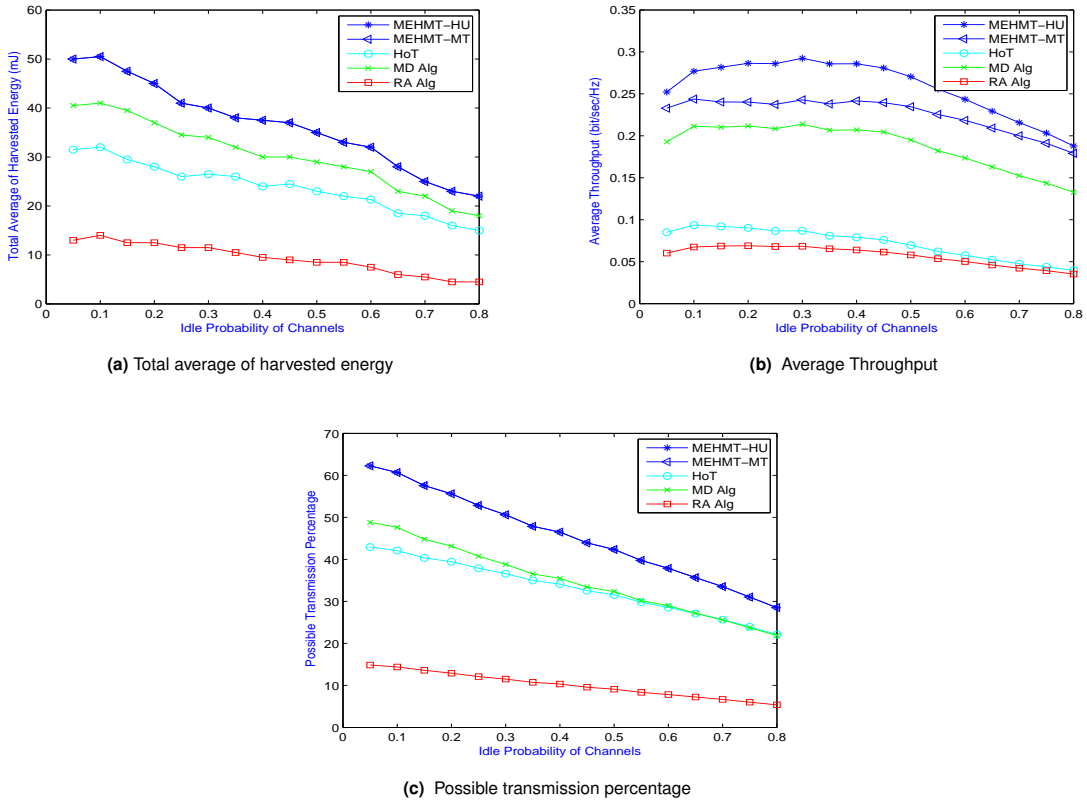 MEHMT−HU
MEHMT−MT
HoT
MD Alg
RA Alg
60
50
40
30
20
10
0
Total Average of Harvested Energy (mJ)
0 0.1 0.2 0.3 0.4 0.5 0.6 0.7 0.8
Idle Probability of Channels
(a) Total average of harvested energy
MEHMT−HU
MEHMT−MT
HoT
MD Alg
RA Alg
0.35
0.3
0.25
0.2
0.15
0.1
0.05
0
Average Throughput (bit/sec/Hz)
0 0.1 0.2 0.3 0.4 0.5 0.6 0.7 0.8
Idle Probability of Channels
(b) Average Throughput
MEHMT−HU
MEHMT−MT
HoT
MD Alg
RA Alg
70
60
50
40
30
20
10
0
Possible Transmission Percentage
0 0.1 0.2 0.3 0.4 0.5 0.6 0.7 0.8
Idle Probability of Channels
(c) Possible transmission percentage